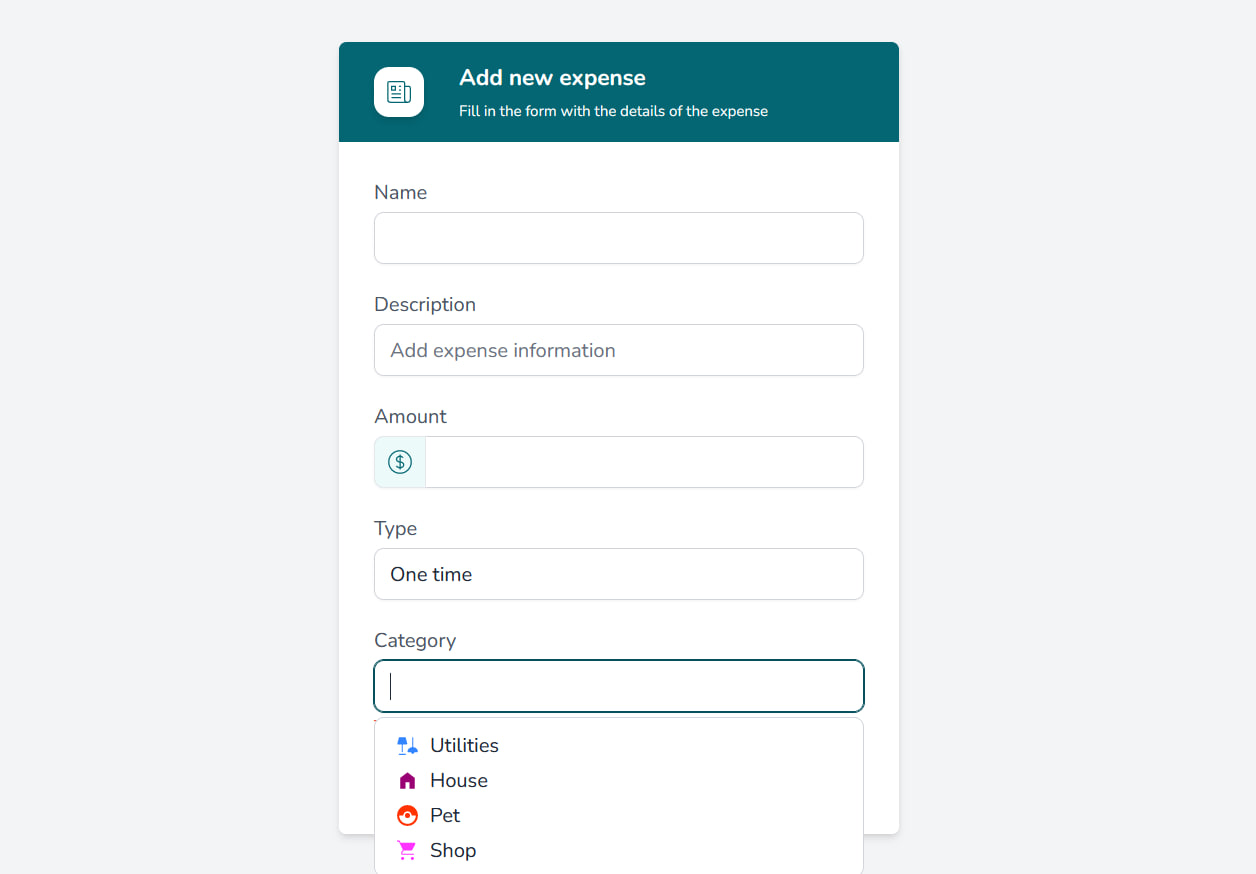 Add new expense
Fill in the form with the details of the expense
Name
Description
Add expense information
Amount
$
Type
One time
Category
Utilities
House
Pet
Shop